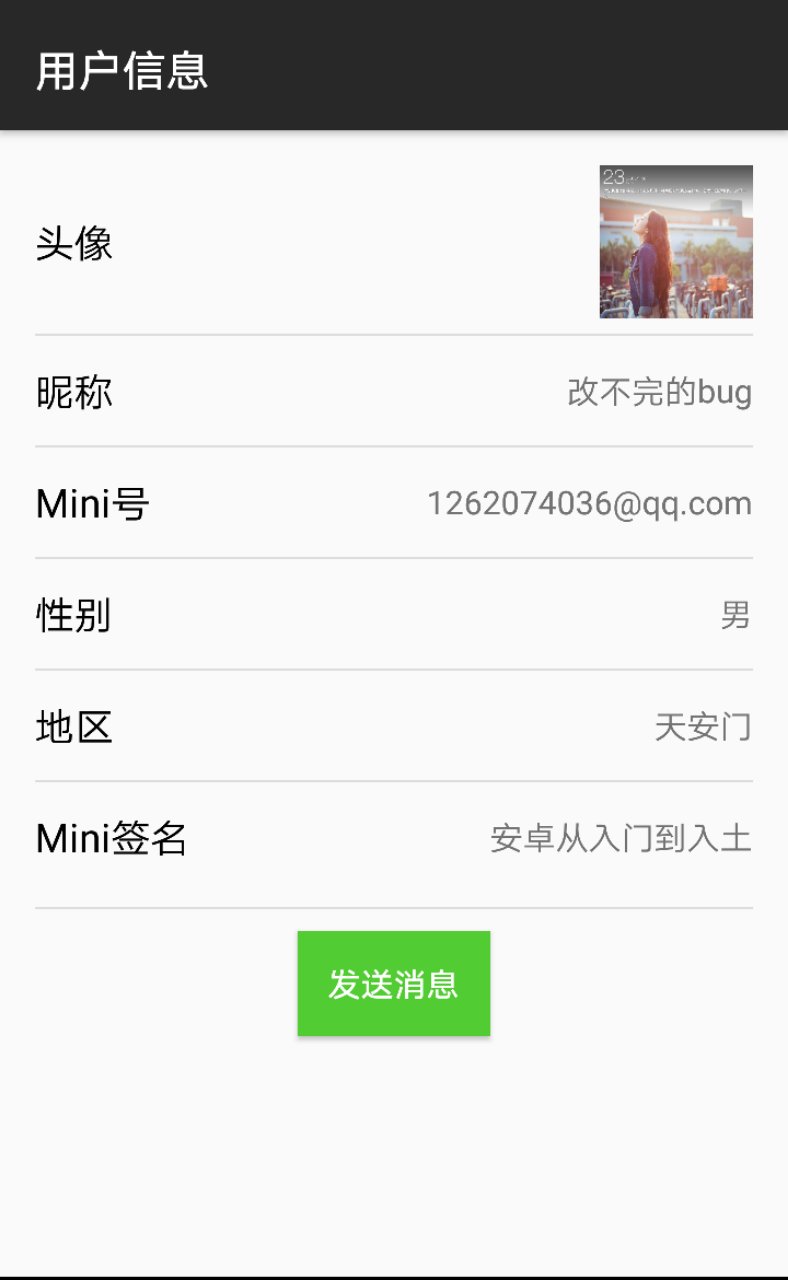 用户信息
23
头像
昵称
改不完的bug
Mini号
1262074036@qq.com
性别
男
地区
天安门
Mini签名
安卓从入门到入土
发送消息